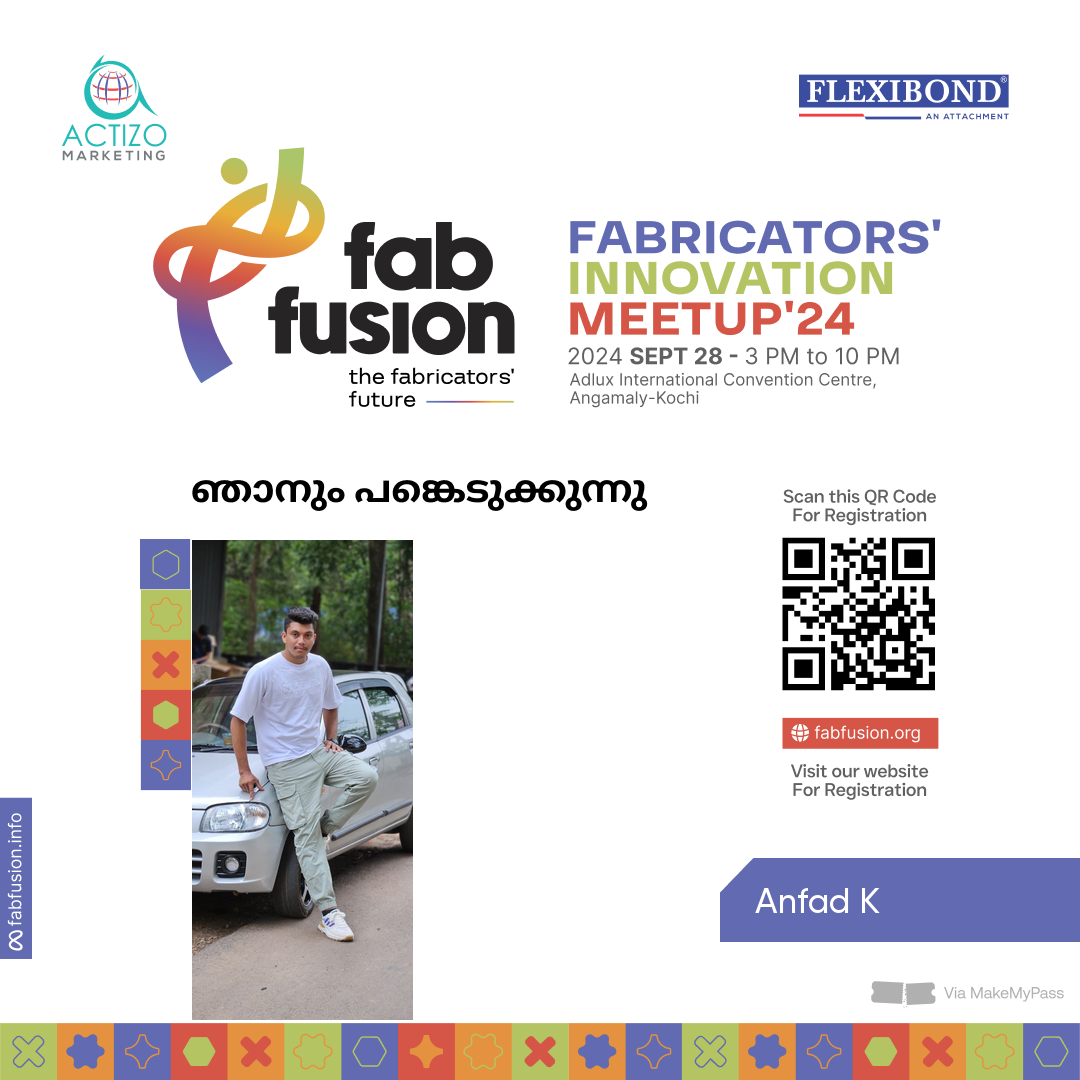 ACTIZO
MARKETING
FLEXIBOND®
AN ATTACHMENT
fab
fusion
the fabricators'
future
FABRICATORS'
INNOVATION
MEETUP'24
2024 SEPT 28 - 3 PM to 10 PM
Adlux International Convention Centre,
Angamaly-Kochi
ഞാനും പങ്കെടുക്കുന്നു
Scan this QR Code
For Registration
fabfusion.org
Visit our website
For Registration
fabfusion.info
Anfad K
Via MakeMyPass